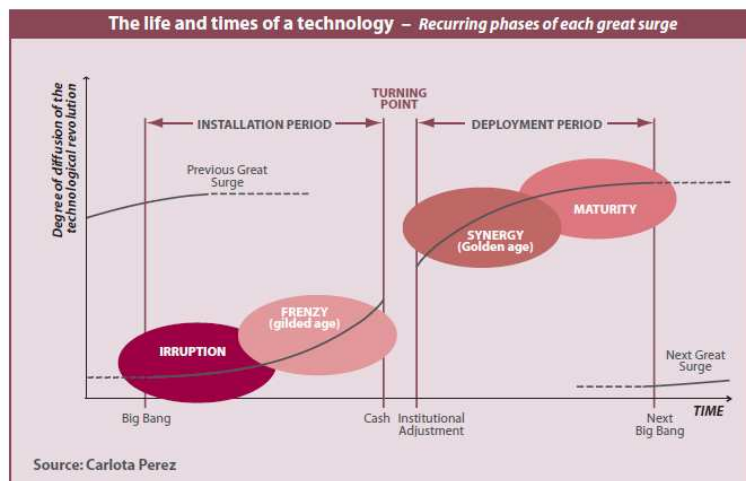 The life and times of a technology – Recurring phases of each great surge
TURNING
POINT
INSTALLATION PERIOD
DEPLOYMENT PERIOD
Degree of diffusion of the
technological revolution
Previous Great
Surge
MATURITY
SYNERGY
(Golden age)
FRENZY
(gilded age)
IRRUPTION
Next Great
Surge
TIME
Big Bang
Cash
Institutional
Adjustment
Next
Big Bang
Source: Carlota Perez